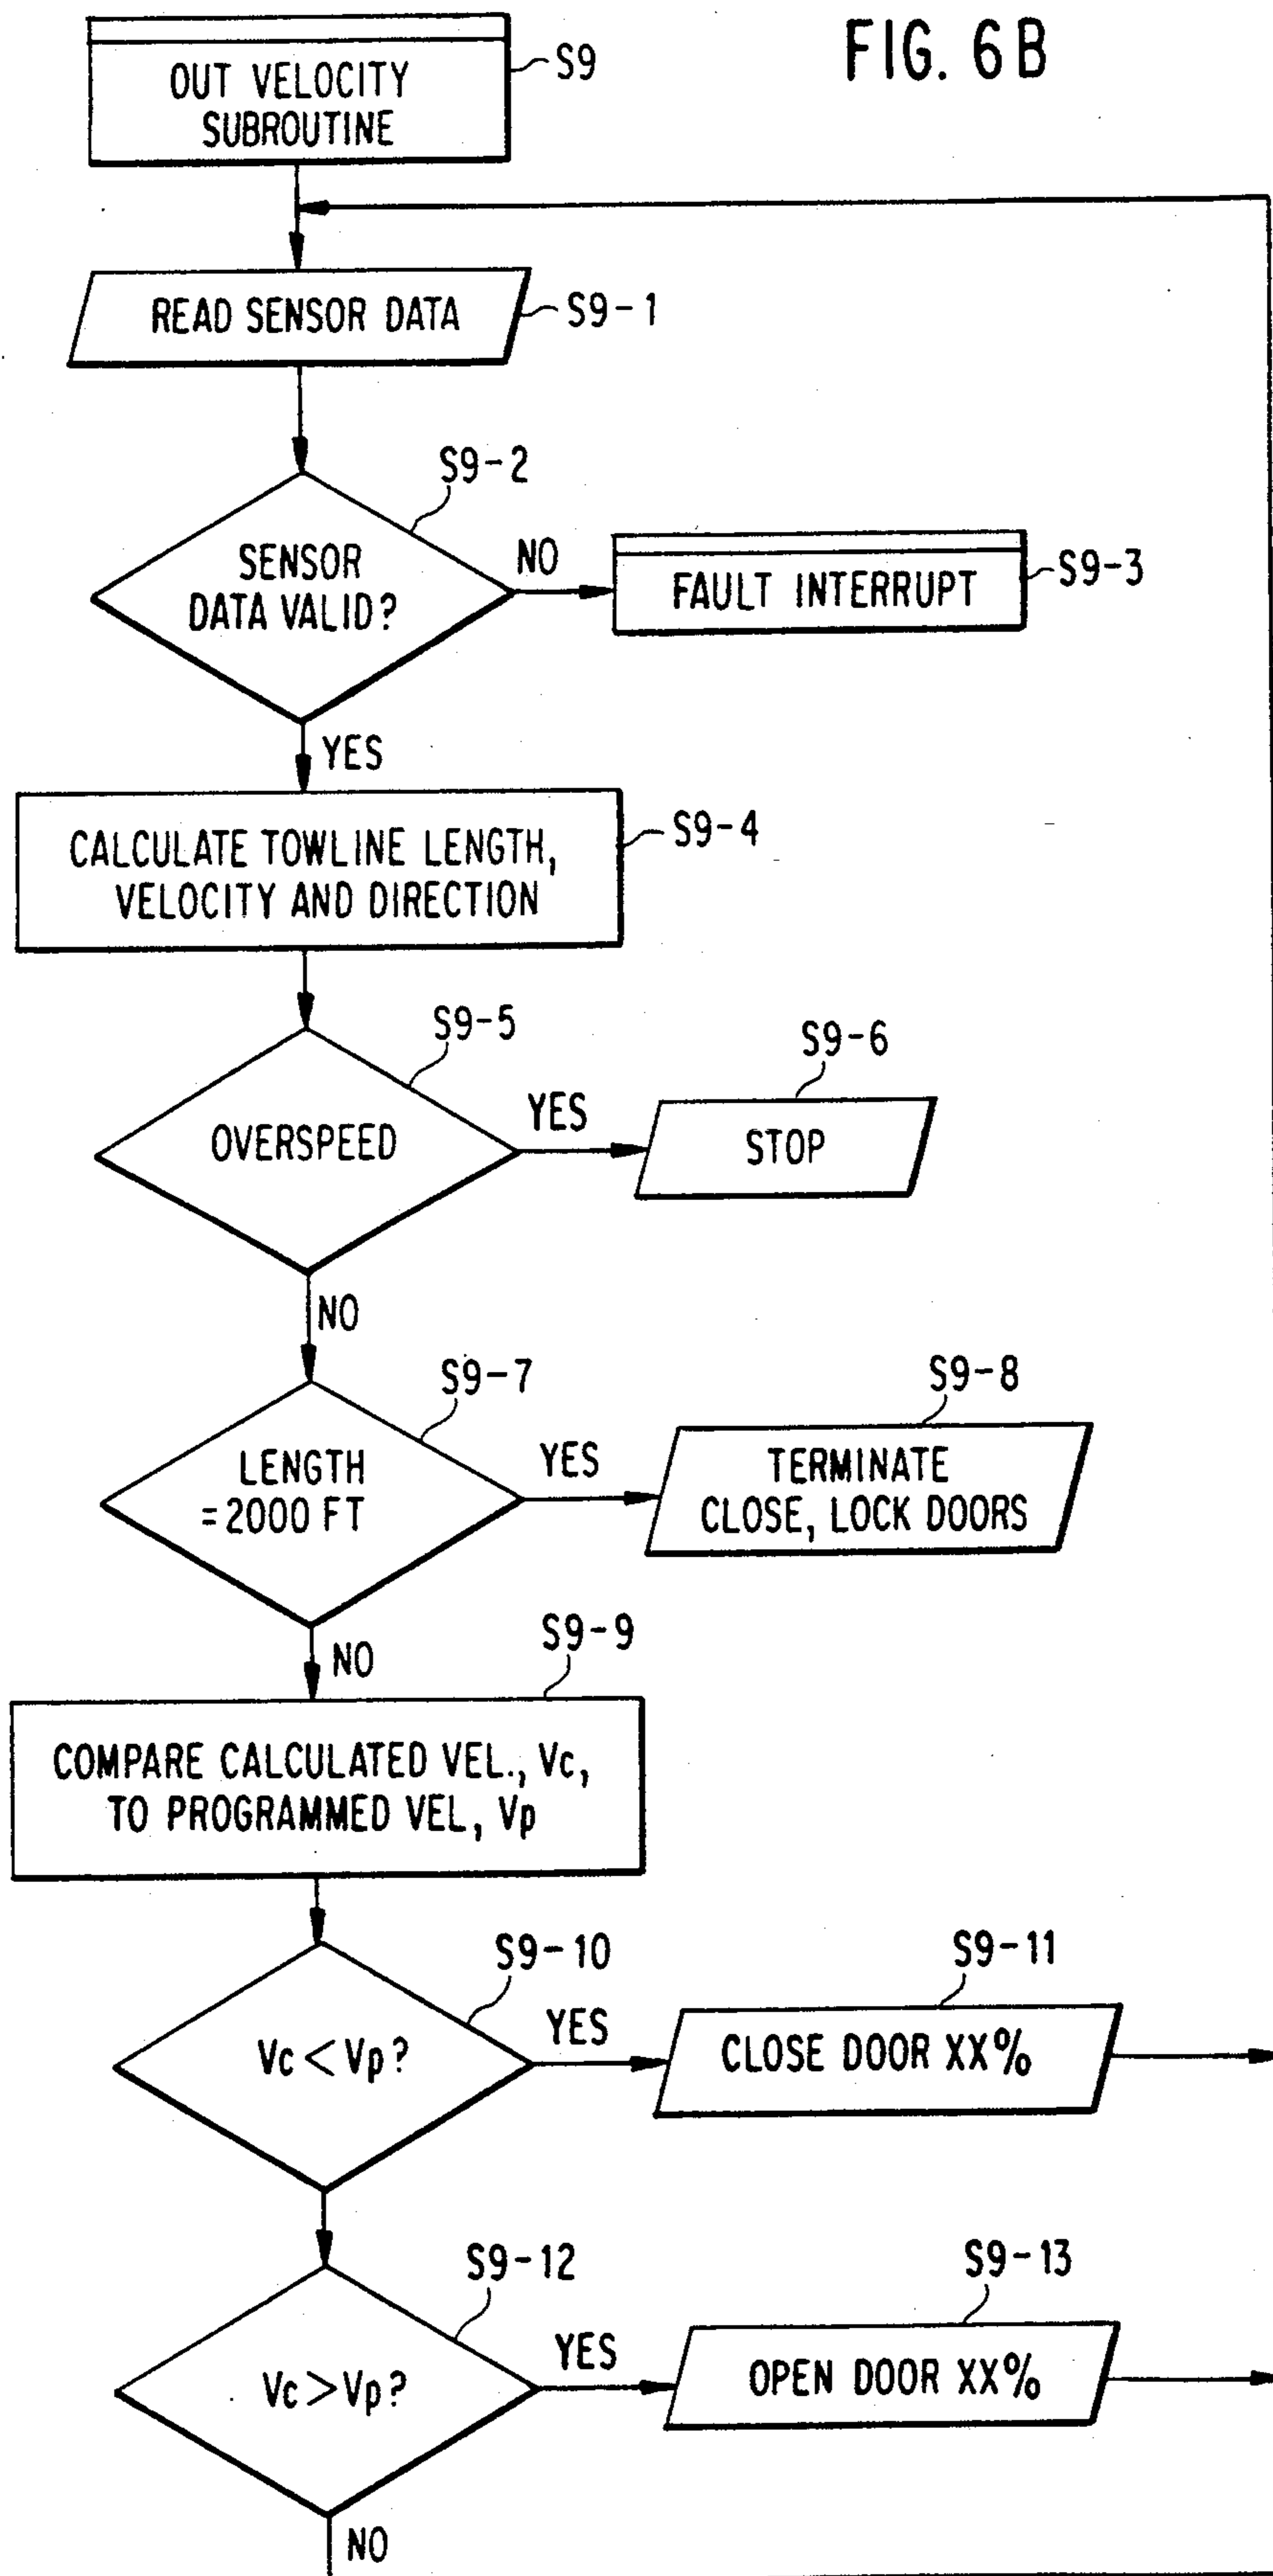 FIG. 6B
OUT VELOCITY
SUBROUTINE
S9
READ SENSOR DATA
S9-1
S9-2
SENSOR
DATA VALID?
NO
FAULT INTERRUPT
S9-3
YES
CALCULATE TOWLINE LENGTH,
VELOCITY AND DIRECTION
S9-4
S9-5
OVERSPEED
YES
S9-6
STOP
NO
S9-7
LENGTH
=2000 FT
YES
S9-8
TERMINATE
CLOSE, LOCK DOORS
NO
S9-9
COMPARE CALCULATED VEL., Vc,
TO PROGRAMMED VEL, Vp
S9-10
Vc < Vp?
YES
S9-11
CLOSE DOOR XX%
S9-12
Vc > Vp?
YES
S9-13
OPEN DOOR XX%
NO